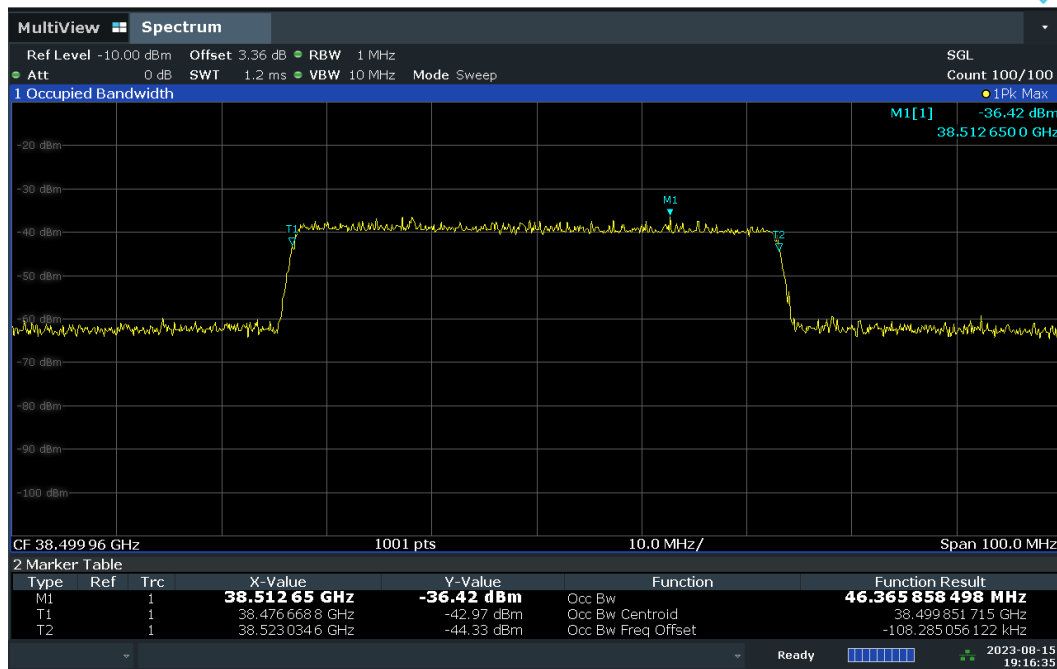 MultiView Spectrum
Ref Level -10.00 dBm Offset 3.36 dB RBW 1 MHz SGL
Att 0 dB SWT 1.2 ms VBW 10 MHz Mode Sweep Count 100/100
1 Occupied Bandwidth 1Pk Max
M1[1] -36.42 dBm
38.512 650 0 GHz
-20 dBm
-30 dBm
M1
-40 dBm T1 T2
-50 dBm
-60 dBm
-70 dBm
-80 dBm
-90 dBm
-100 dBm
CF 38.499 96 GHz 1001 pts 10.0 MHz/ Span 100.0 MHz
2 Marker Table
Type Ref Trc X-Value Y-Value Function Function Result
M1 1 38.512 65 GHz -36.42 dBm Occ Bw 46.365 858 498 MHz
T1 1 38.476 668 8 GHz -42.97 dBm Occ Bw Centroid 38.499 851 715 GHz
T2 1 38.523 034 6 GHz -44.33 dBm Occ Bw Freq Offset -108.285 056 122 kHz
Ready 2023-08-15
19:16:35